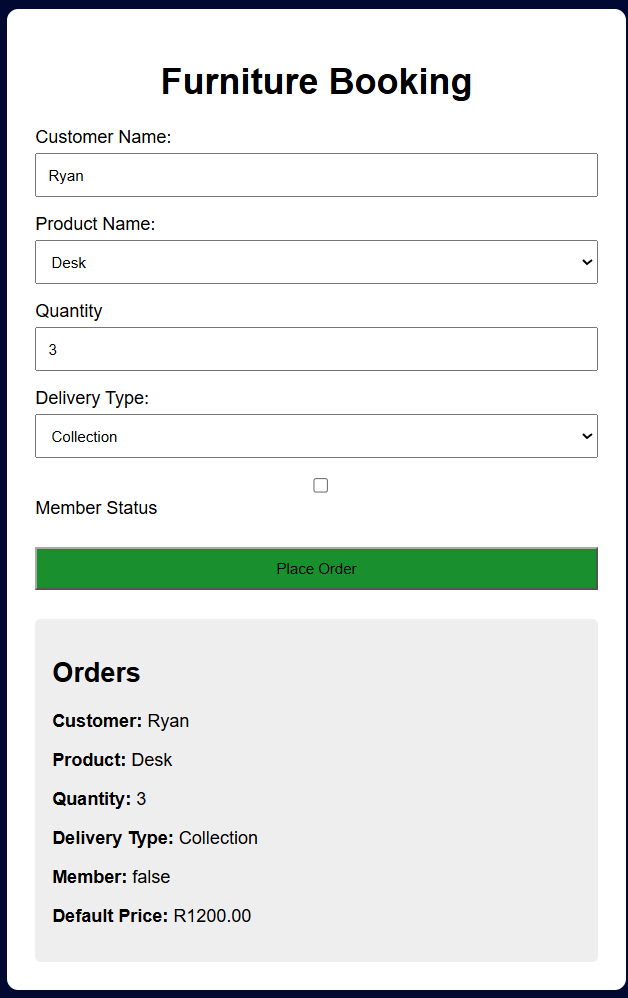 Furniture Booking
Customer Name:
Ryan
Product Name:
Desk
Quantity
3
Delivery Type:
Collection
Member Status
Place Order
Orders
Customer: Ryan
Product: Desk
Quantity: 3
Delivery Type: Collection
Member: false
Default Price: R1200.00